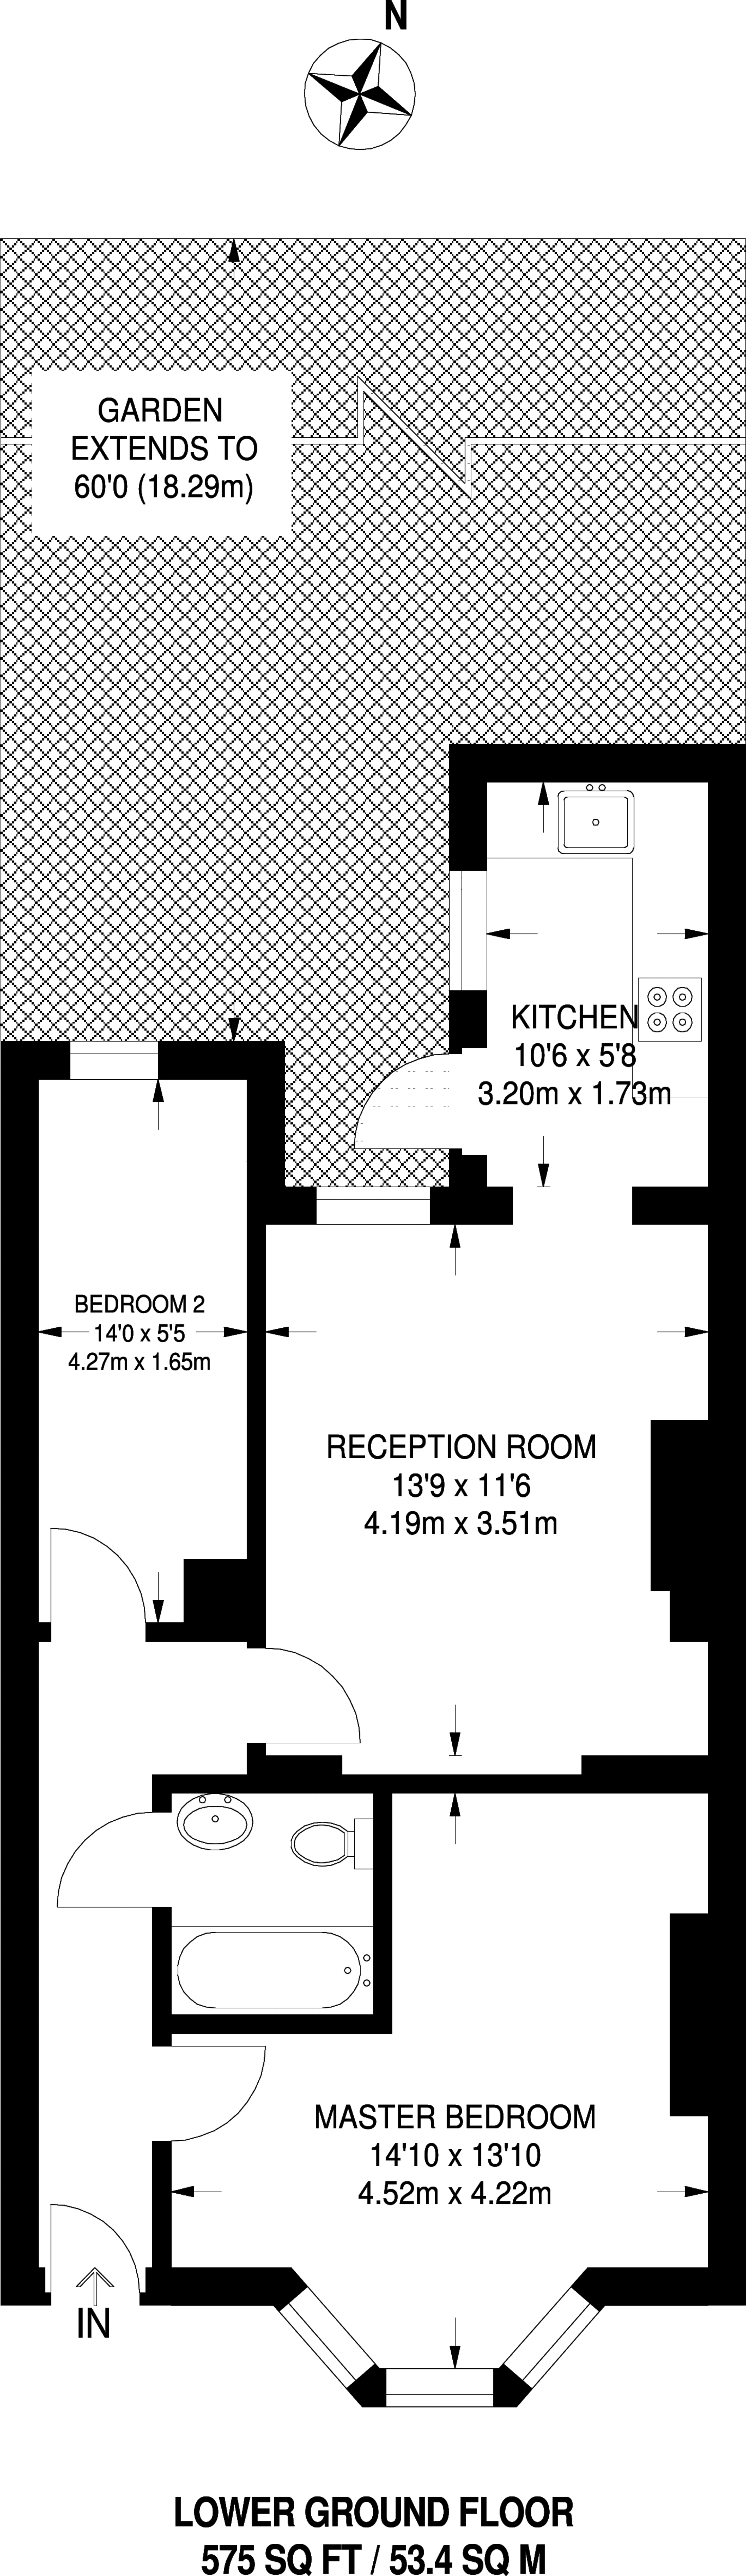 N
GARDEN
EXTENDS TO
60'0 (18.29m)
KITCHEN
10'6 x 5'8
3.20m x 1.73m
BEDROOM 2
14'0 x 5'5
4.27m x 1.65m
RECEPTION ROOM
13'9 x 11'6
4.19m x 3.51m
MASTER BEDROOM
14'10 x 13'10
4.52m x 4.22m
IN
LOWER GROUND FLOOR
575 SQ FT / 53.4 SQ M